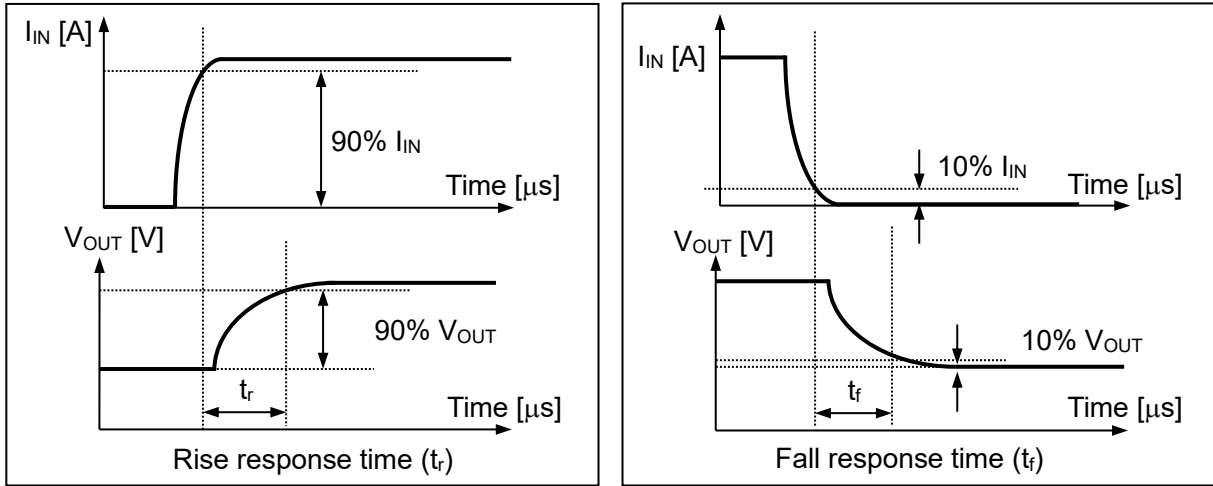 I_IN [A]
90% I_IN
Time [μs]
V_OUT [V]
90% V_OUT
t_r
Time [μs]
Rise response time (t_r)
I_IN [A]
10% I_IN
Time [μs]
V_OUT [V]
10% V_OUT
t_f
Time [μs]
Fall response time (t_f)